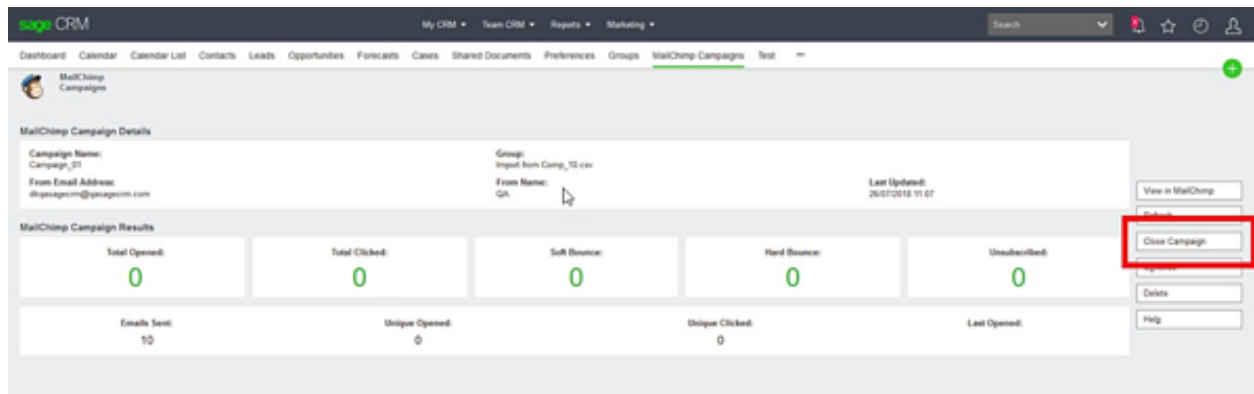 sage CRM My CRM Team CRM Reports Marketing Search
Dashboard Calendar Calendar List Contacts Leads Opportunities Forecasts Cases Shared Documents Preferences Groups MailChimp Campaigns Test
MailChimp
Campaigns
MailChimp Campaign Details
Campaign Name: Group:
Campaign_01 Import from Comp_10 csv
From Email Address: From Name: Last Updated:
QA 26/07/2018 11:07
View in MailChimp
Refresh
MailChimp Campaign Results
Close Campaign
Total Opened: Total Clicked: Soft Bounce: Hard Bounce: Unsubscribed:
0 0 0 0 0
Delete
Emails Sent: Unique Opened: Unique Clicked: Last Opened:
Help
10 0 0